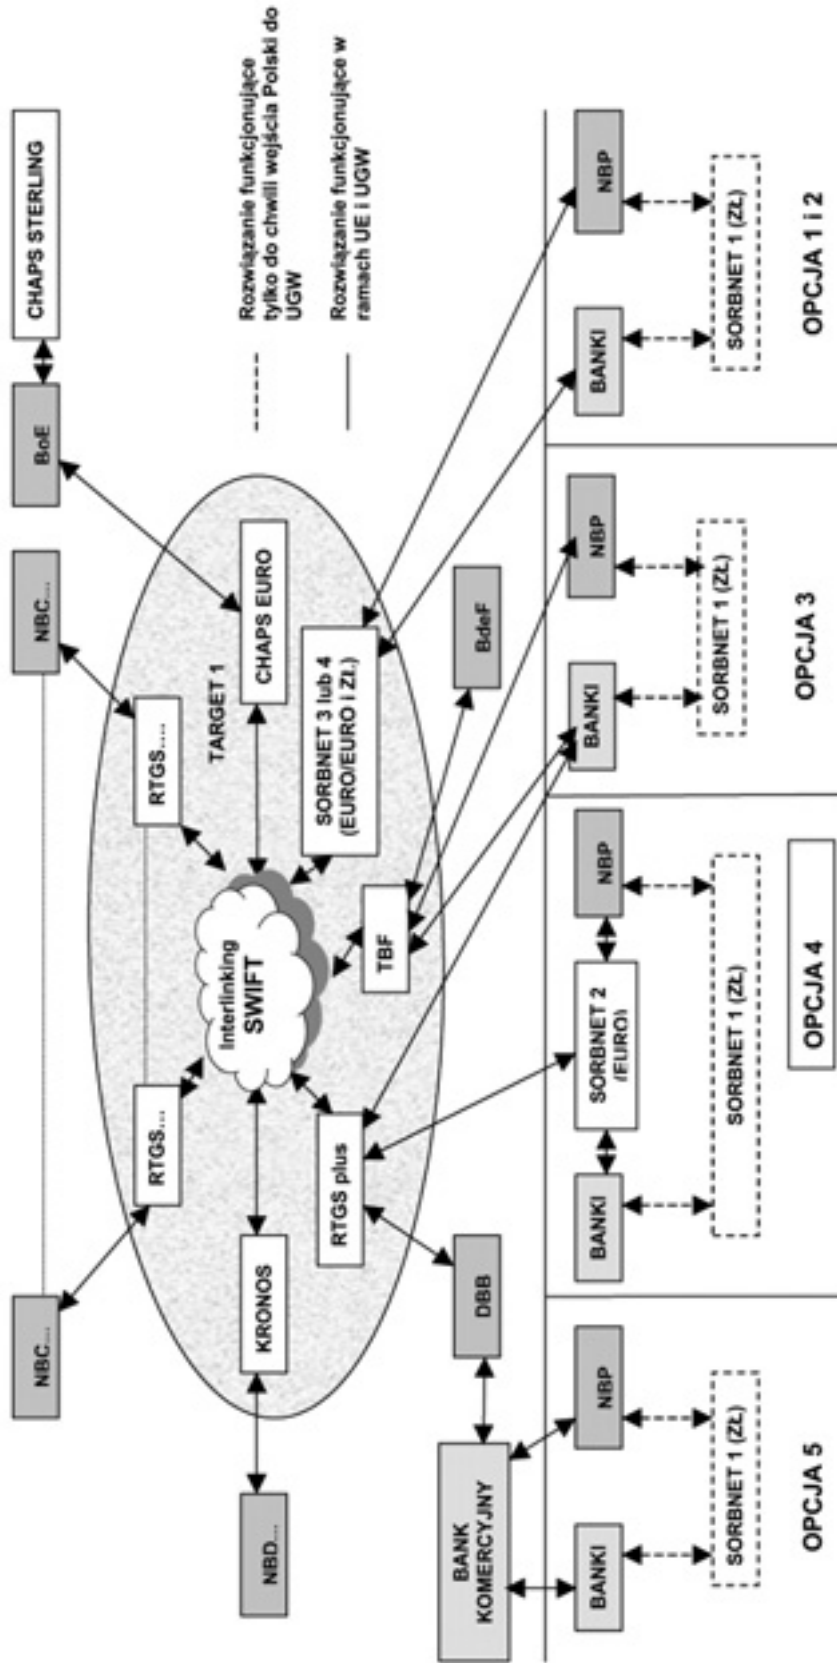 NBC...
NBC...
BoE
CHAPS STERLING
RTGS...
RTGS....
TARGET 1
NBD...
KRONOS
Interlinking
SWIFT
CHAPS EURO
RTGS plus
TBF
SORBNET 3 lub 4
(EURO/EURO i ZŁ.)
Rozwiązanie funkcjonujące
tylko do chwili wejścia Polski do
UGW
Rozwiązanie funkcjonujące w
ramach UE i UGW
BANK
KOMERCYJNY
DBB
BdeF
BANKI
NBP
SORBNET 1 (ZŁ)
OPCJA 5
BANKI
SORBNET 2
(EURO)
NBP
SORBNET 1 (ZŁ)
OPCJA 4
BANKI
NBP
SORBNET 1 (ZŁ)
OPCJA 3
BANKI
NBP
SORBNET 1 (ZŁ)
OPCJA 1 i 2